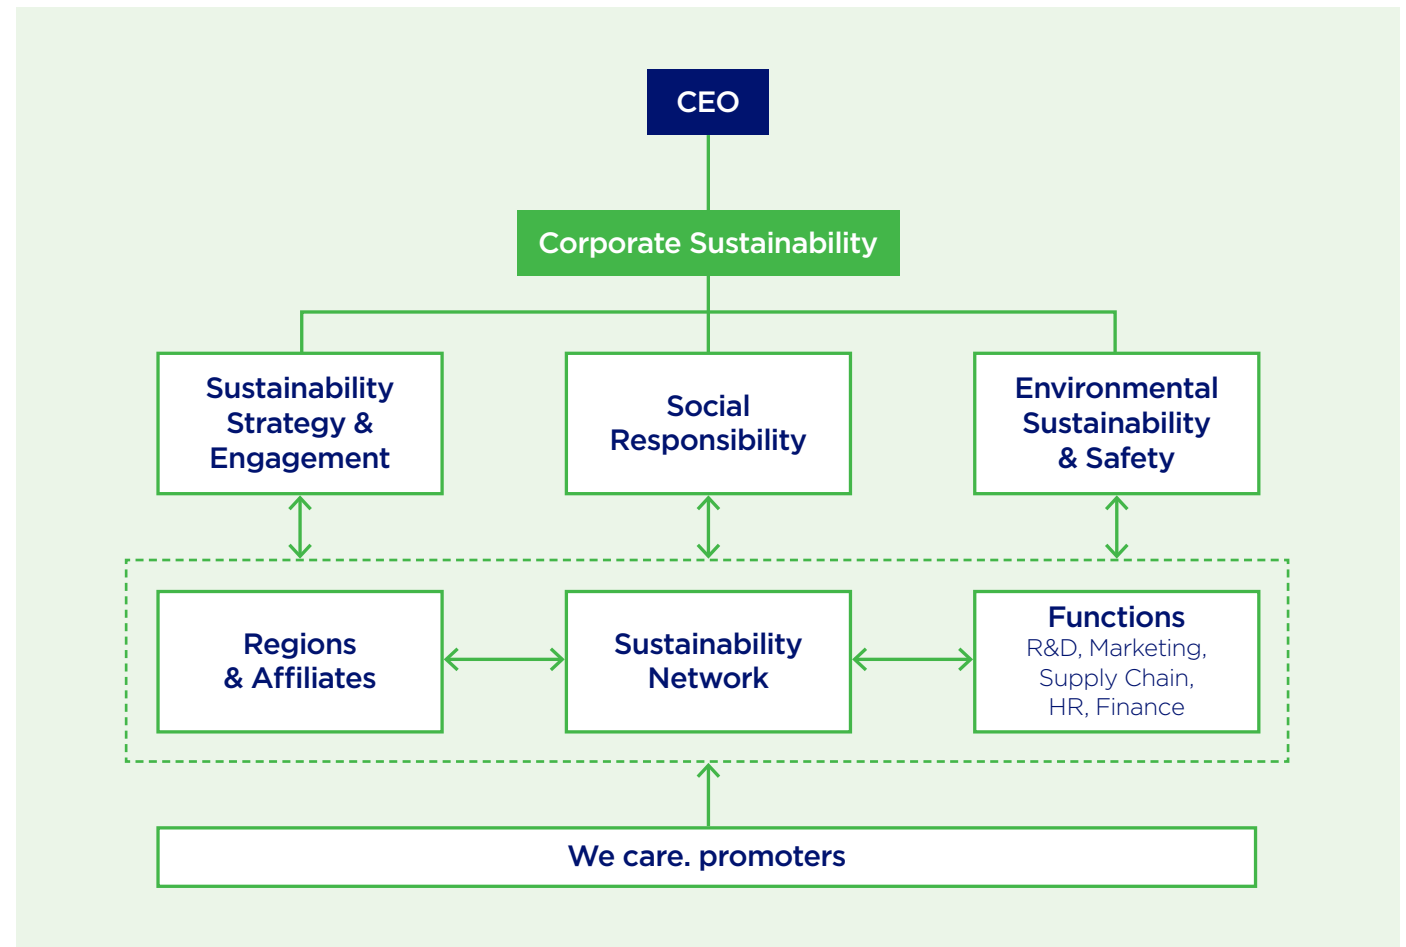 CEO
Corporate Sustainability
Sustainability
Strategy &
Engagement
Social
Responsibility
Environmental
Sustainability
& Safety
Regions
& Affiliates
Sustainability
Network
Functions
R&D, Marketing,
Supply Chain,
HR, Finance
We care. promoters